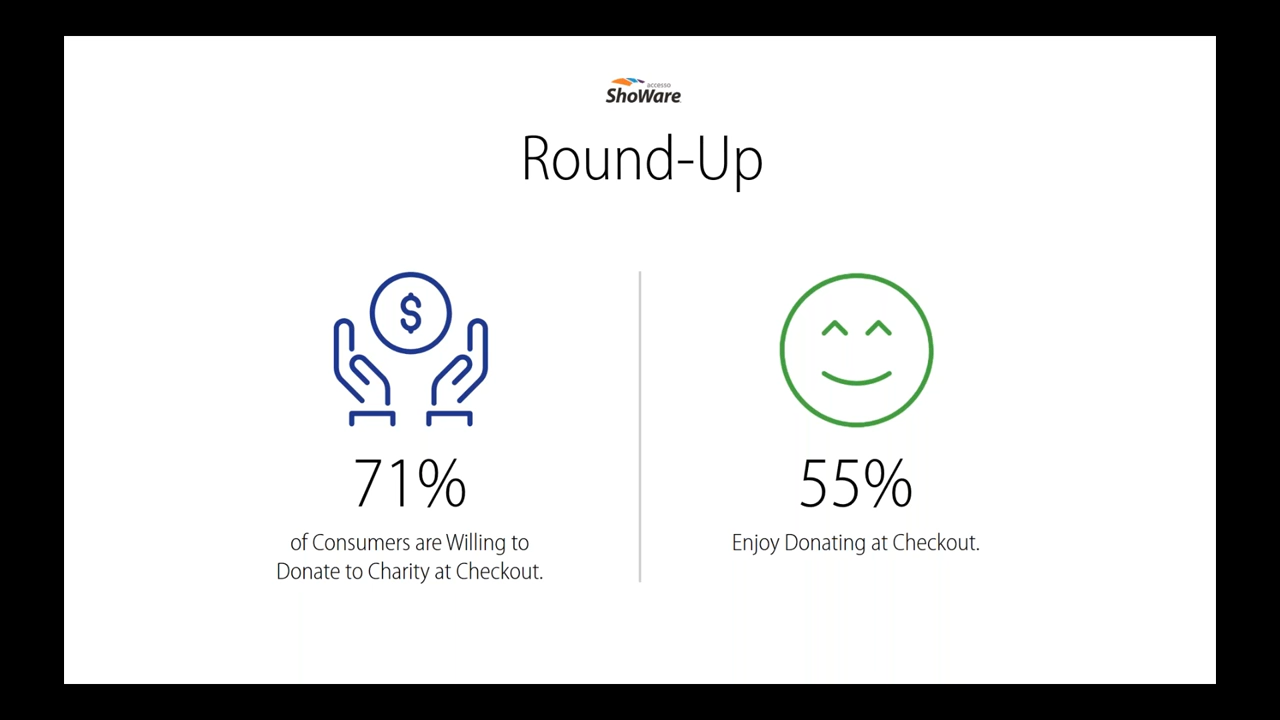 accesso
ShoWare
Round-Up
$
71%
of Consumers are Willing to
Donate to Charity at Checkout.
55%
Enjoy Donating at Checkout.